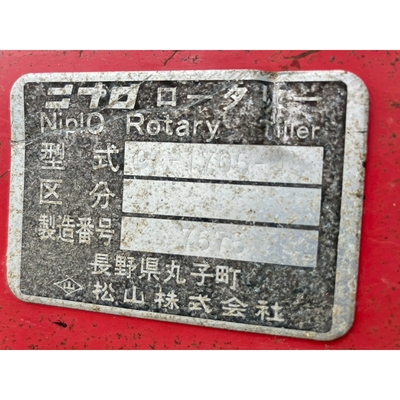 ニプロ ロータリー
NiplO Rotary Tiller
型式
区分
製造番号
長野県丸子町
山 松山株式会社